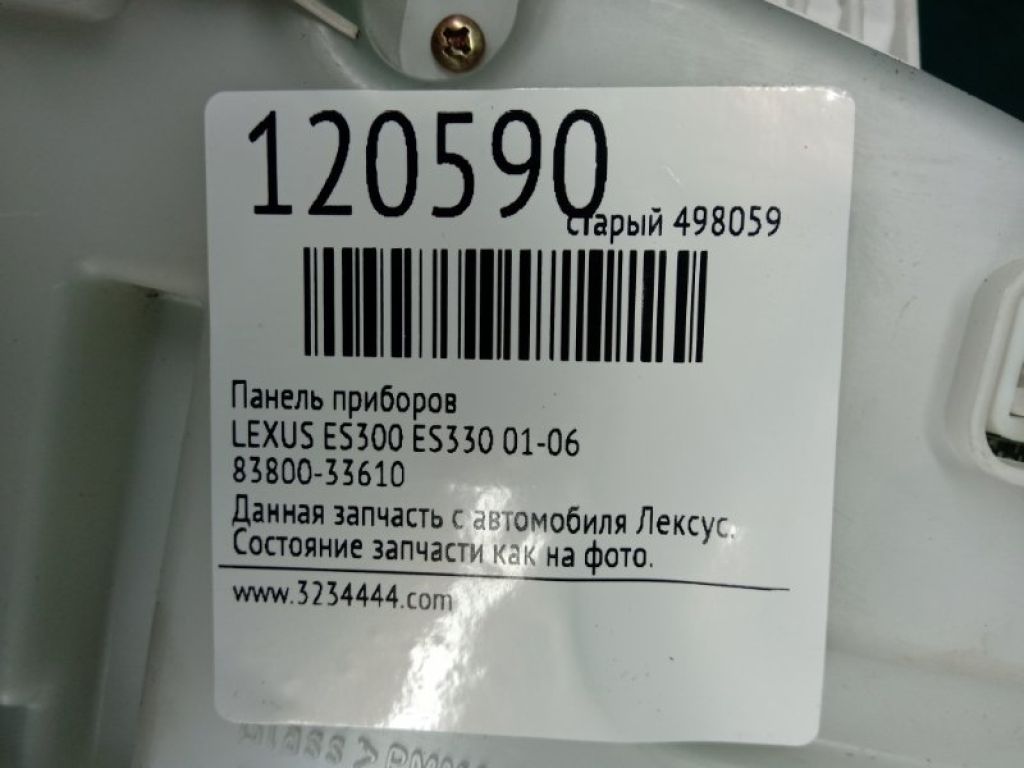 120590
старый 498059
Панель приборов
LEXUS ES300 ES330 01-06
83800-33610
Данная запчасть с автомобиля Лексус.
Состояние запчасти как на фото.
www.3234444.com